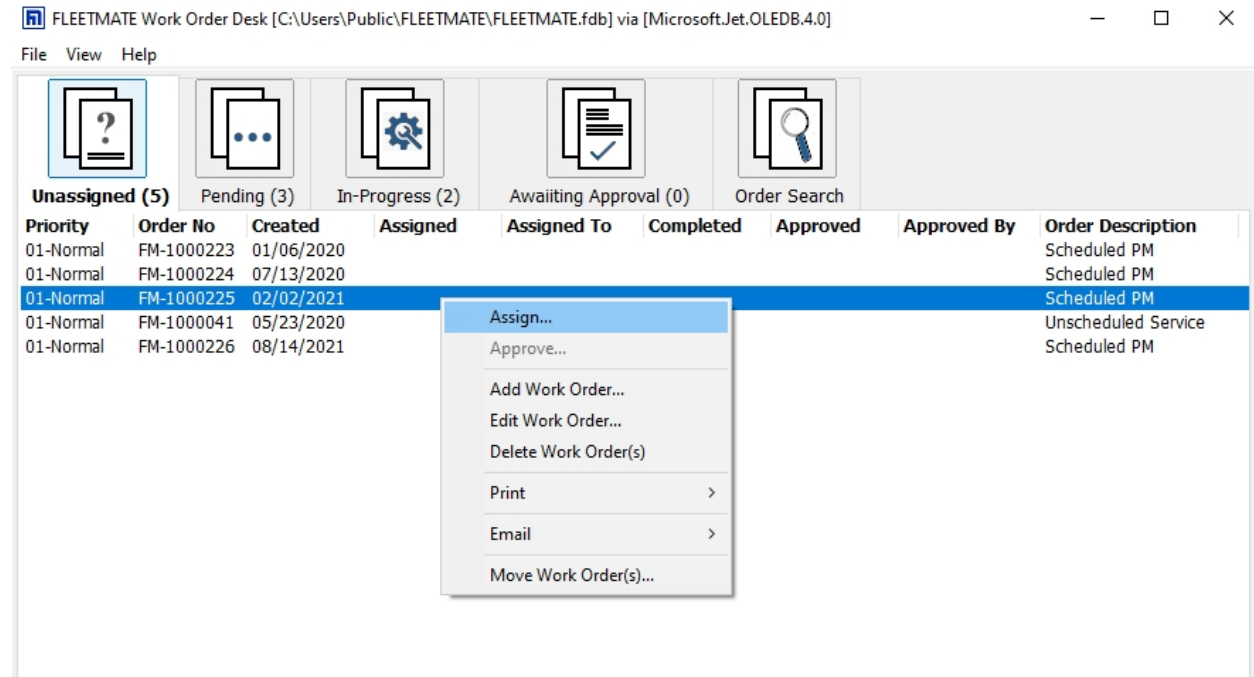 FLEETMATE Work Order Desk [C:\Users\Public\FLEETMATE\FLEETMATE.fdb] via [Microsoft.Jet.OLEDB.4.0]
File View Help
?
Unassigned (5) Pending (3) In-Progress (2) Awaiiting Approval (0) Order Search
Priority Order No Created Assigned Assigned To Completed Approved Approved By Order Description
01-Normal FM-1000223 01/06/2020 Scheduled PM
01-Normal FM-1000224 07/13/2020 Scheduled PM
01-Normal FM-1000225 02/02/2021 Scheduled PM
01-Normal FM-1000041 05/23/2020 Unscheduled Service
01-Normal FM-1000226 08/14/2021 Scheduled PM
Assign...
Approve...
Add Work Order...
Edit Work Order...
Delete Work Order(s)
Print
Email
Move Work Order(s)...